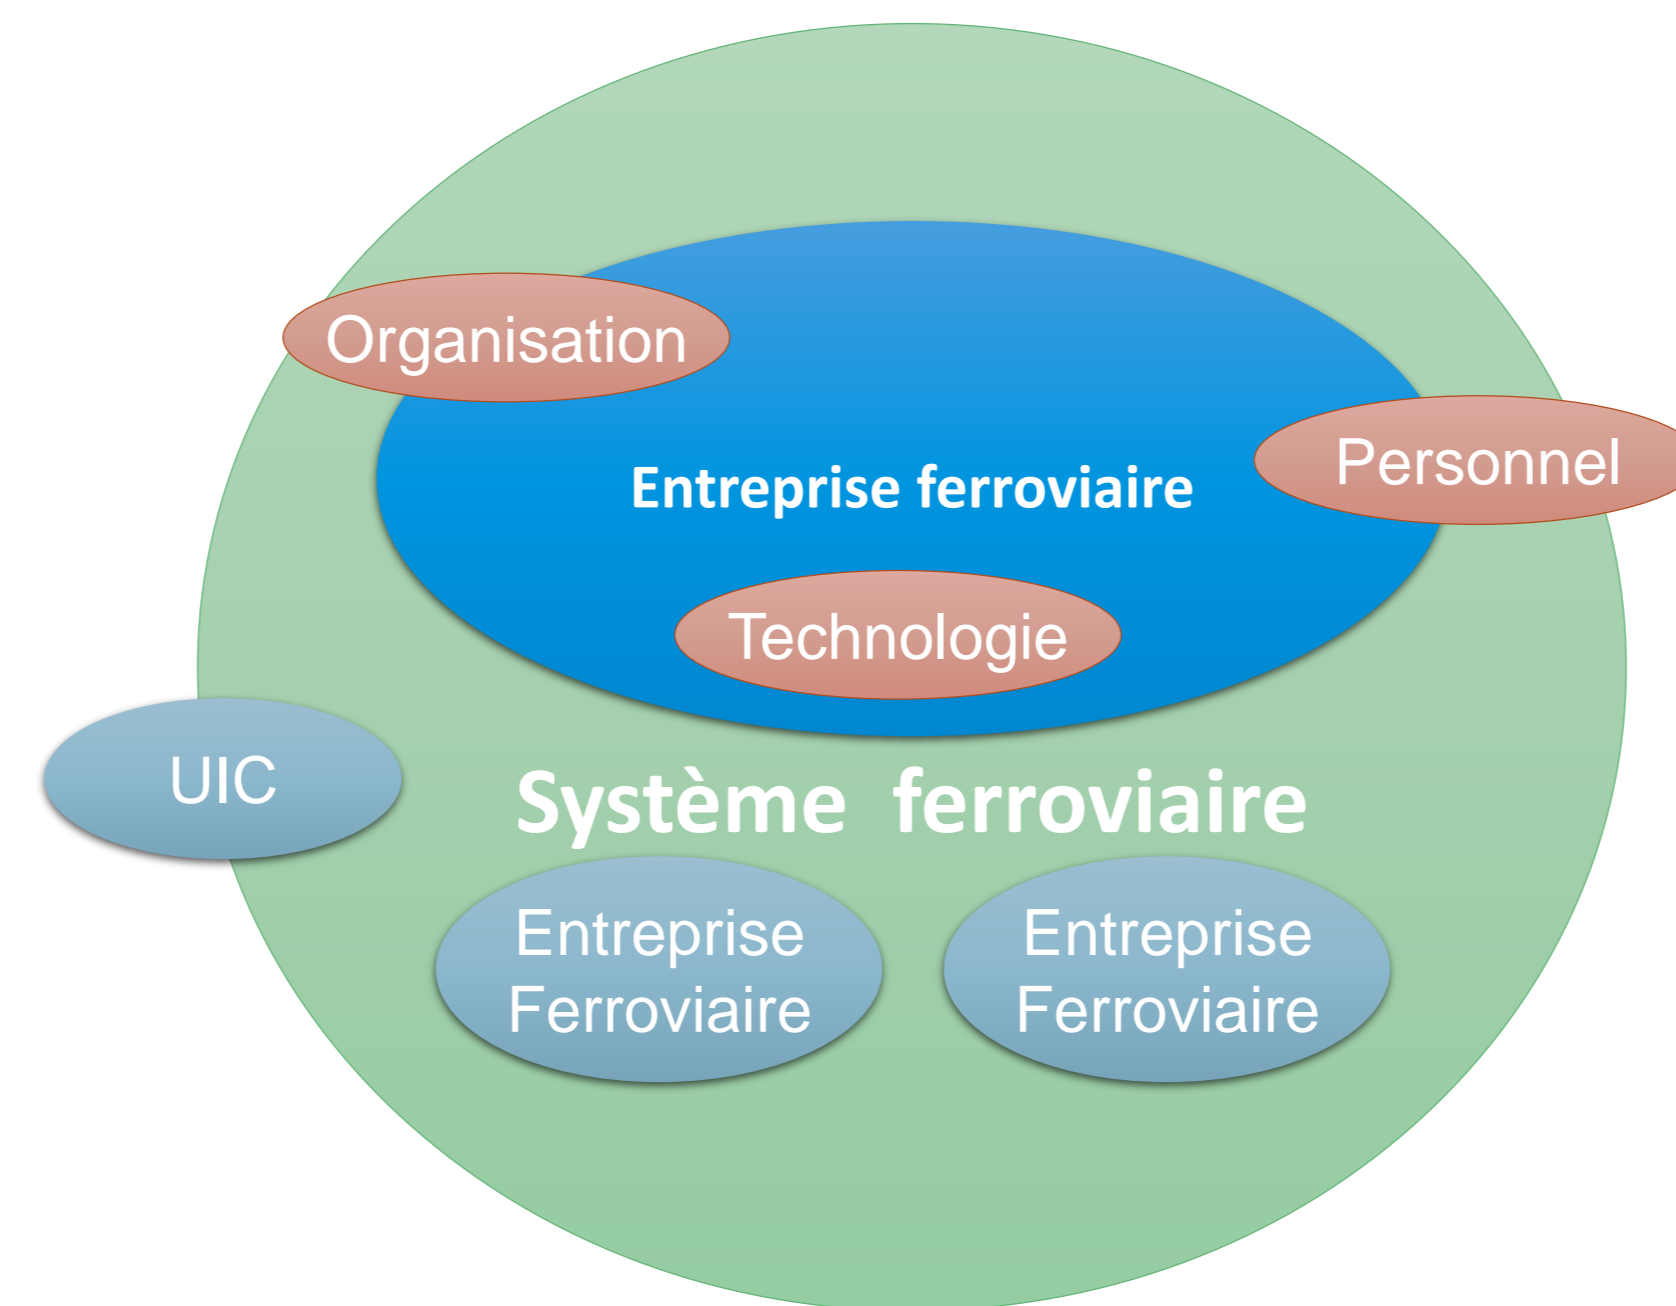 Organisation
Personnel
Entreprise ferroviaire
Technologie
UIC
Système ferroviaire
Entreprise
Ferroviaire
Entreprise
Ferroviaire